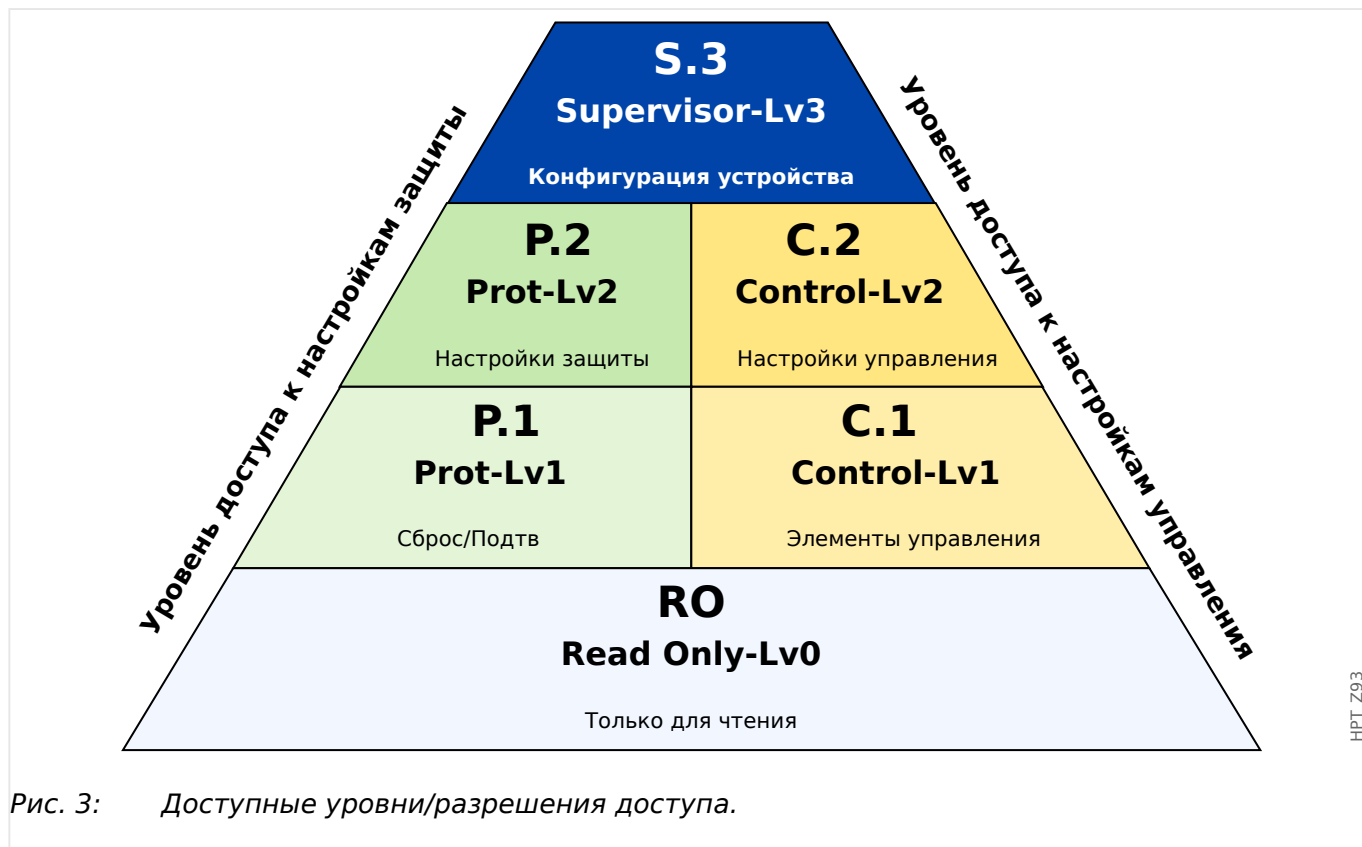 S.3
Supervisor-Lv3
Конфигурация устройства
Уровень доступа к настройкам защиты
Уровень доступа к настройкам управления
P.2
Prot-Lv2
Настройки защиты
C.2
Control-Lv2
Настройки управления
P.1
Prot-Lv1
Сброс/Подтв
C.1
Control-Lv1
Элементы управления
RO
Read Only-Lv0
Только для чтения
HPT_Z93
Рис. 3: Доступные уровни/разрешения доступа.